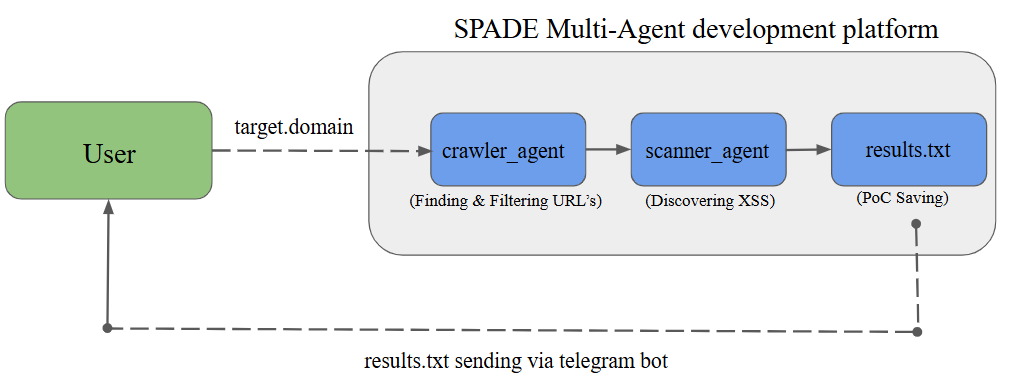 SPADE Multi-Agent development platform
User
target.domain
crawler_agent
scanner_agent
results.txt
(Finding & Filtering URL's)
(Discovering XSS)
(PoC Saving)
results.txt sending via telegram bot